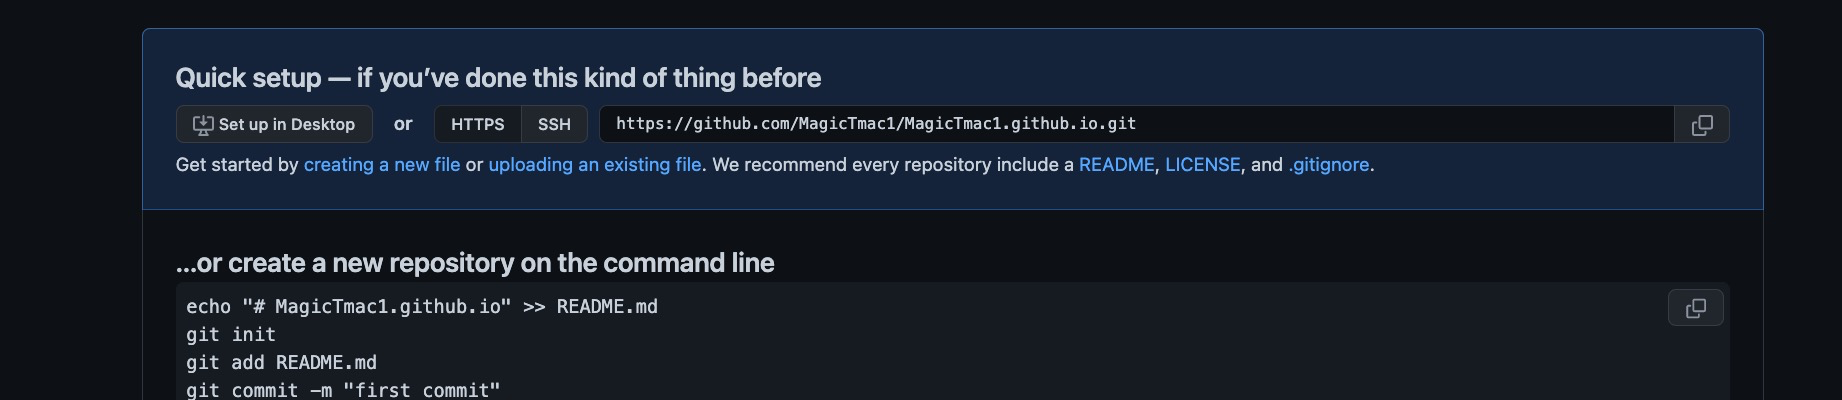 Quick setup — if you’ve done this kind of thing before
Set up in Desktop or HTTPS SSH https://github.com/MagicTmac1/MagicTmac1.github.io.git
Get started by creating a new file or uploading an existing file. We recommend every repository include a README, LICENSE, and .gitignore.
…or create a new repository on the command line
echo "# MagicTmac1.github.io" >> README.md
git init
git add README.md
git commit -m "first commit"